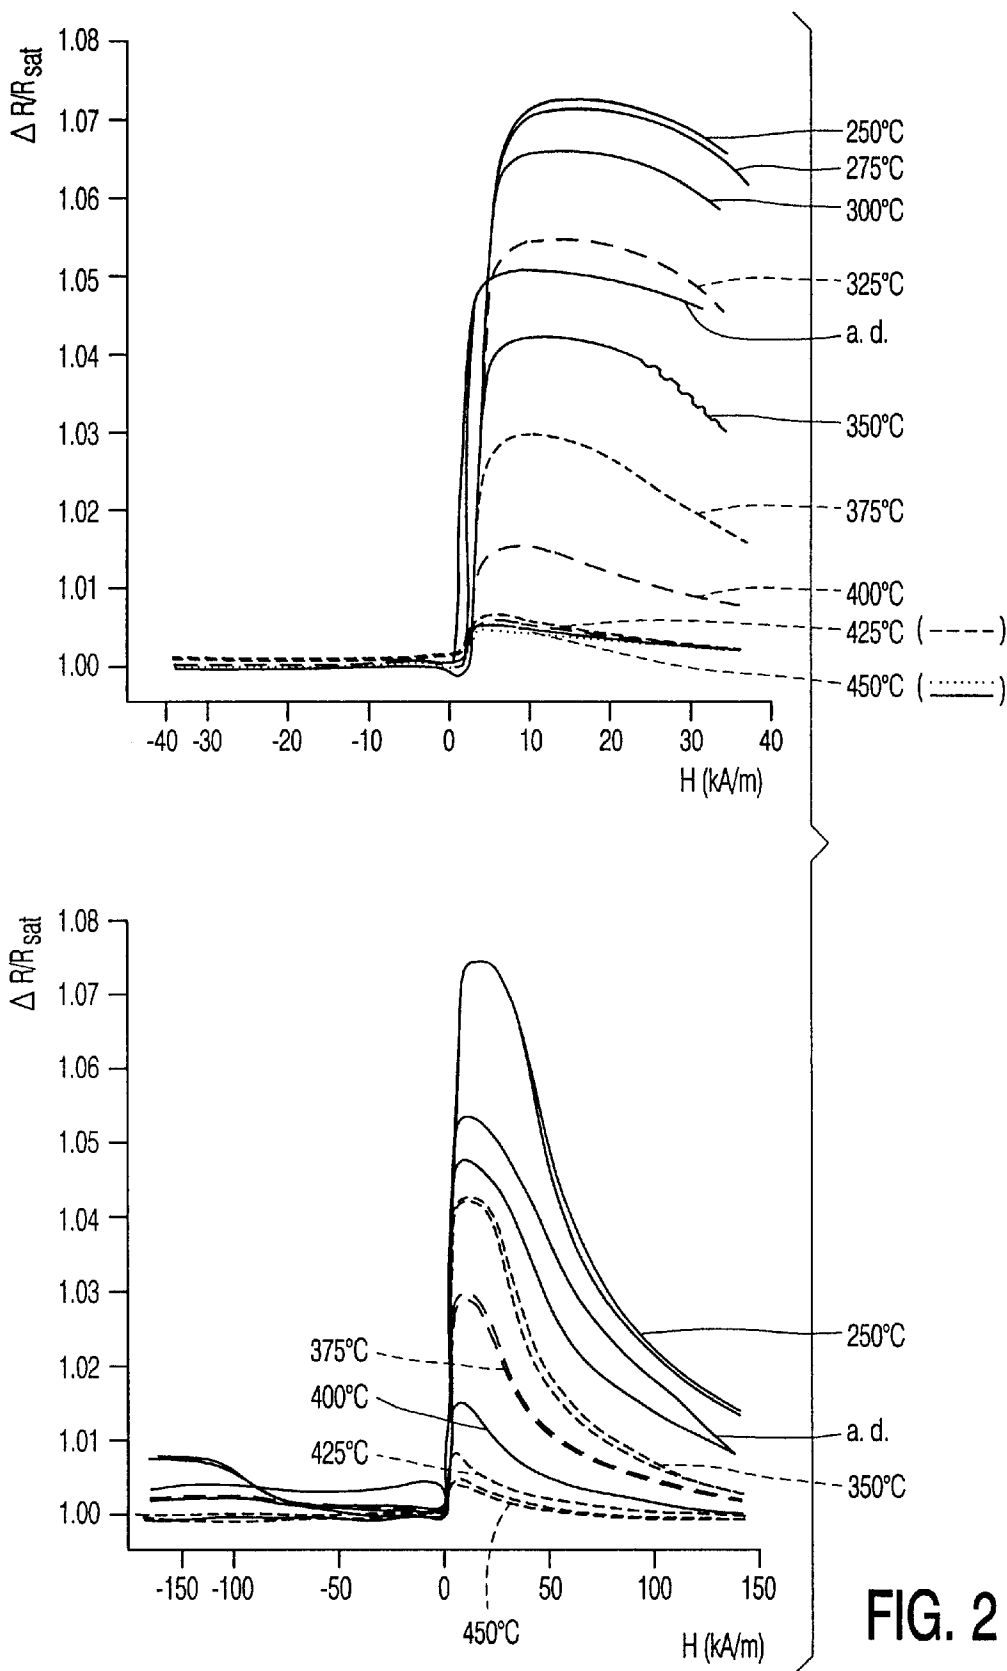 Δ R/Rsat
1.08
1.07
1.06
1.05
1.04
1.03
1.02
1.01
1.00
-40 -30 -20 -10 0 10 20 30 40
H (kA/m)
250°C
275°C
300°C
325°C
a. d.
350°C
375°C
400°C
425°C (-----)
450°C (.......)
Δ R/Rsat
1.08
1.07
1.06
1.05
1.04
1.03
1.02
1.01
1.00
375°C
400°C
425°C
250°C
a. d.
350°C
-150 -100 -50 0 50 100 150
450°C
H (kA/m)
FIG. 2